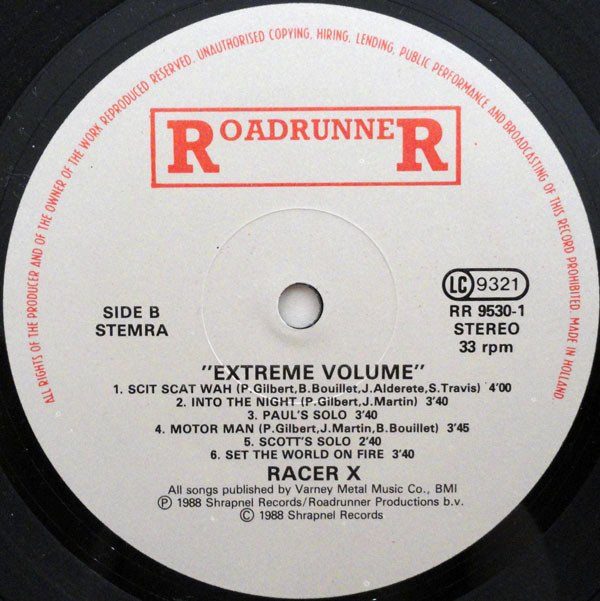 ALL RIGHTS OF THE PRODUCER AND OF THE OWNER OF THE WORK REPRODUCED RESERVED. UNAUTHORISED COPYING, HIRING, LENDING, PUBLIC PERFORMANCE AND BROADCASTING OF THIS RECORD PROHIBITED. MADE IN HOLLAND.
ROADRUNNER
LC 9321
SIDE B
STEMRA
RR 9530-1
STEREO
33 rpm
"EXTREME VOLUME"
1. SCIT SCAT WAH (P.Gilbert,B.Bouillet,J.Alderete,S.Travis) 4'00
2. INTO THE NIGHT (P.Gilbert,J.Martin) 3'40
3. PAUL'S SOLO 3'40
4. MOTOR MAN (P.Gilbert,J.Martin,B.Bouillet) 3'45
5. SCOTT'S SOLO 2'40
6. SET THE WORLD ON FIRE 3'40
RACER X
All songs published by Varney Metal Music Co., BMI
Ⓟ 1988 Shrapnel Records/Roadrunner Productions b.v.
© 1988 Shrapnel Records